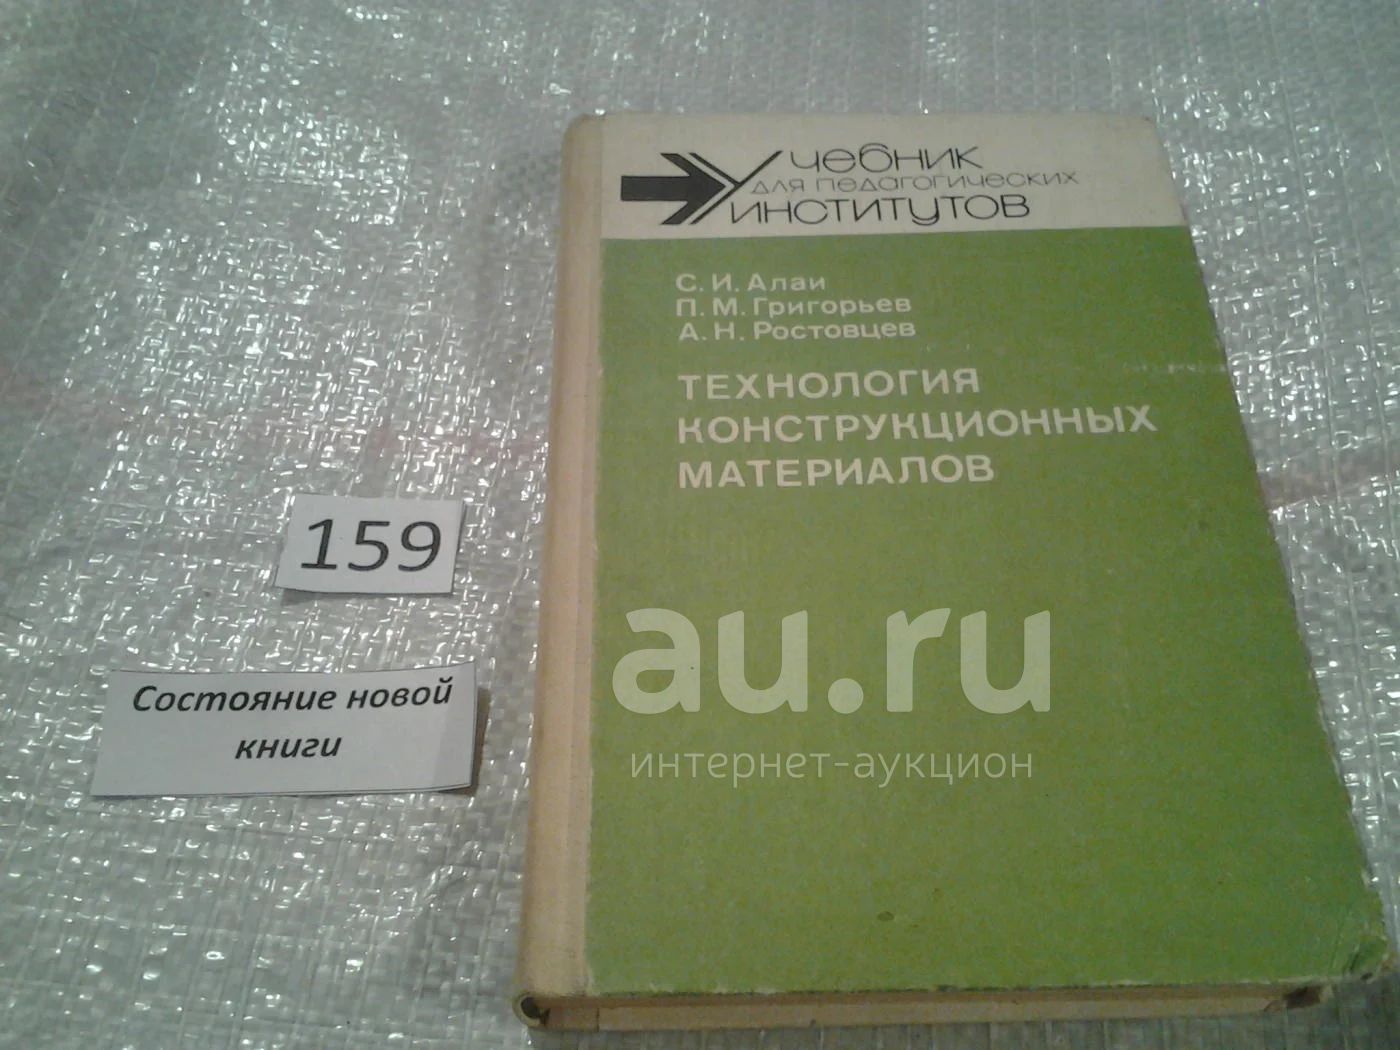 Учебник
для педагогических
институтов
С. И. Алаи
П. М. Григорьев
А. Н. Ростовцев
ТЕХНОЛОГИЯ
КОНСТРУКЦИОННЫХ
МАТЕРИАЛОВ
159
Состояние новой
книги
au.ru
интернет-аукцион